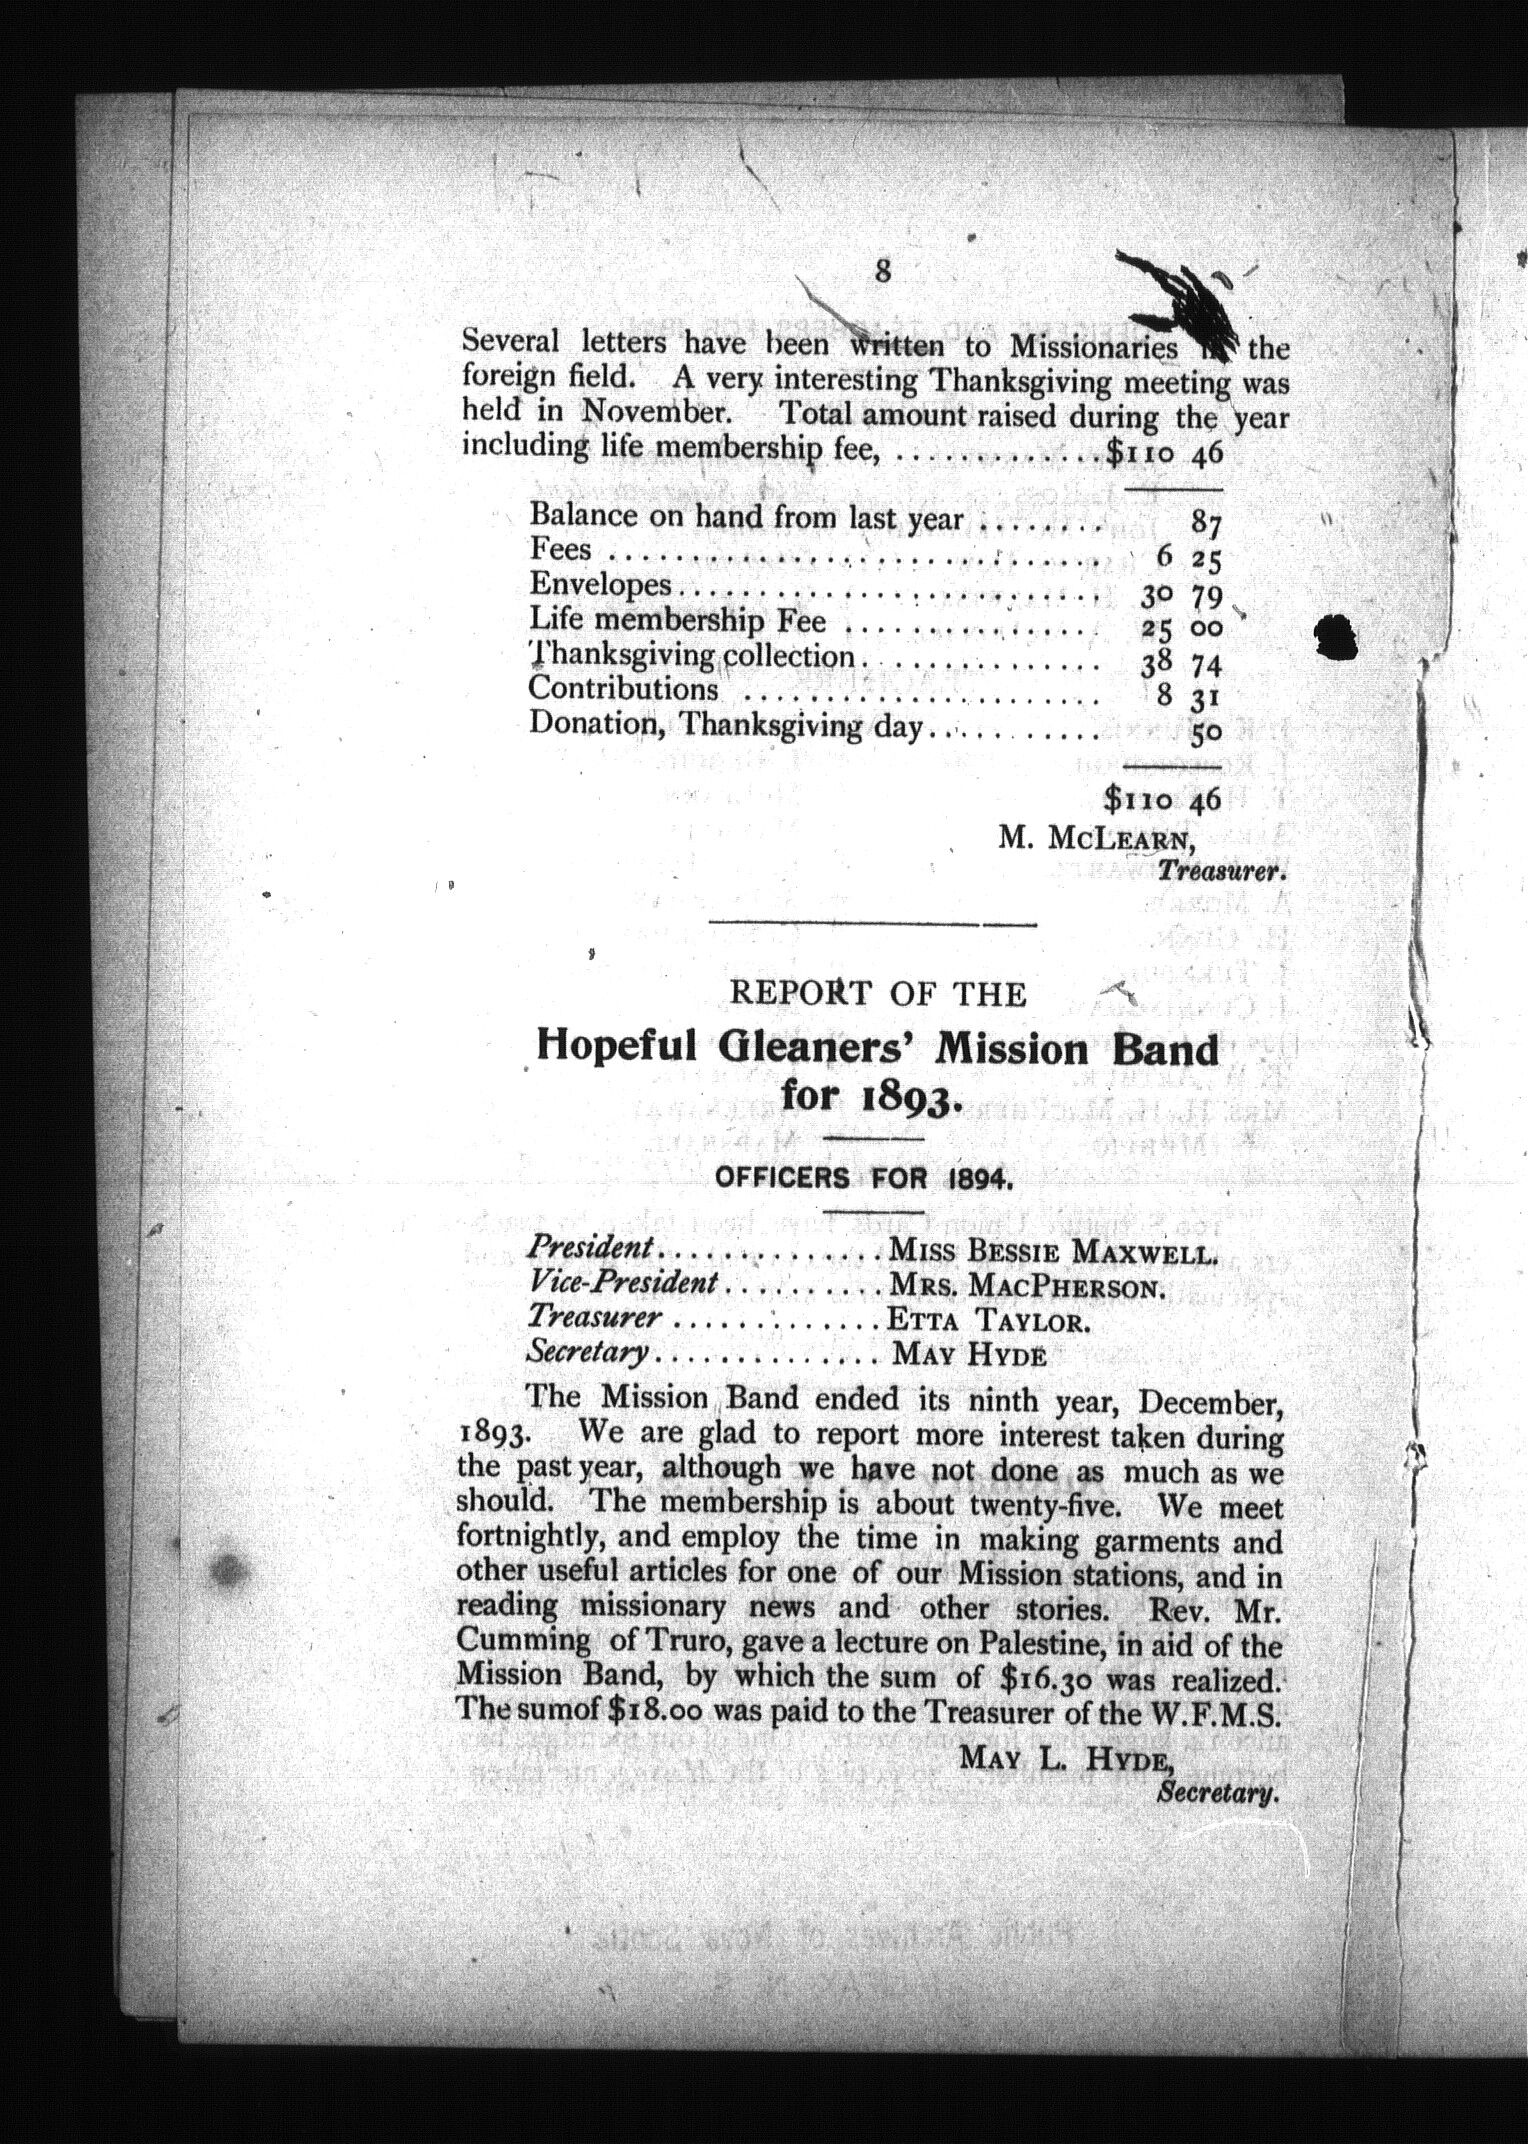 8
Several letters have been written to Missionaries in the
foreign field. A very interesting Thanksgiving meeting was
held in November. Total amount raised during the year
including life membership fee, .............$110 46
Balance on hand from last year ........ 87
Fees .............................. 6 25
Envelopes.......................... 30 79
Life membership Fee ................ 25 00
Thanksgiving collection............... 38 74
Contributions ...................... 8 31
Donation, Thanksgiving day........... 50
$110 46
M. McLEARN,
Treasurer.
REPORT OF THE
Hopeful Gleaners' Mission Band
for 1893.
OFFICERS FOR 1894.
President..............MISS BESSIE MAXWELL.
Vice-President..........MRS. MACPHERSON.
Treasurer .............ETTA TAYLOR.
Secretary.............. MAY HYDE
The Mission Band ended its ninth year, December,
1893. We are glad to report more interest taken during
the past year, although we have not done as much as we
should. The membership is about twenty-five. We meet
fortnightly, and employ the time in making garments and
other useful articles for one of our Mission stations, and in
reading missionary news and other stories. Rev. Mr.
Cumming of Truro, gave a lecture on Palestine, in aid of the
Mission Band, by which the sum of $16.30 was realized.
The sumof $18.00 was paid to the Treasurer of the W.F.M.S.
MAY L. HYDE,
Secretary.